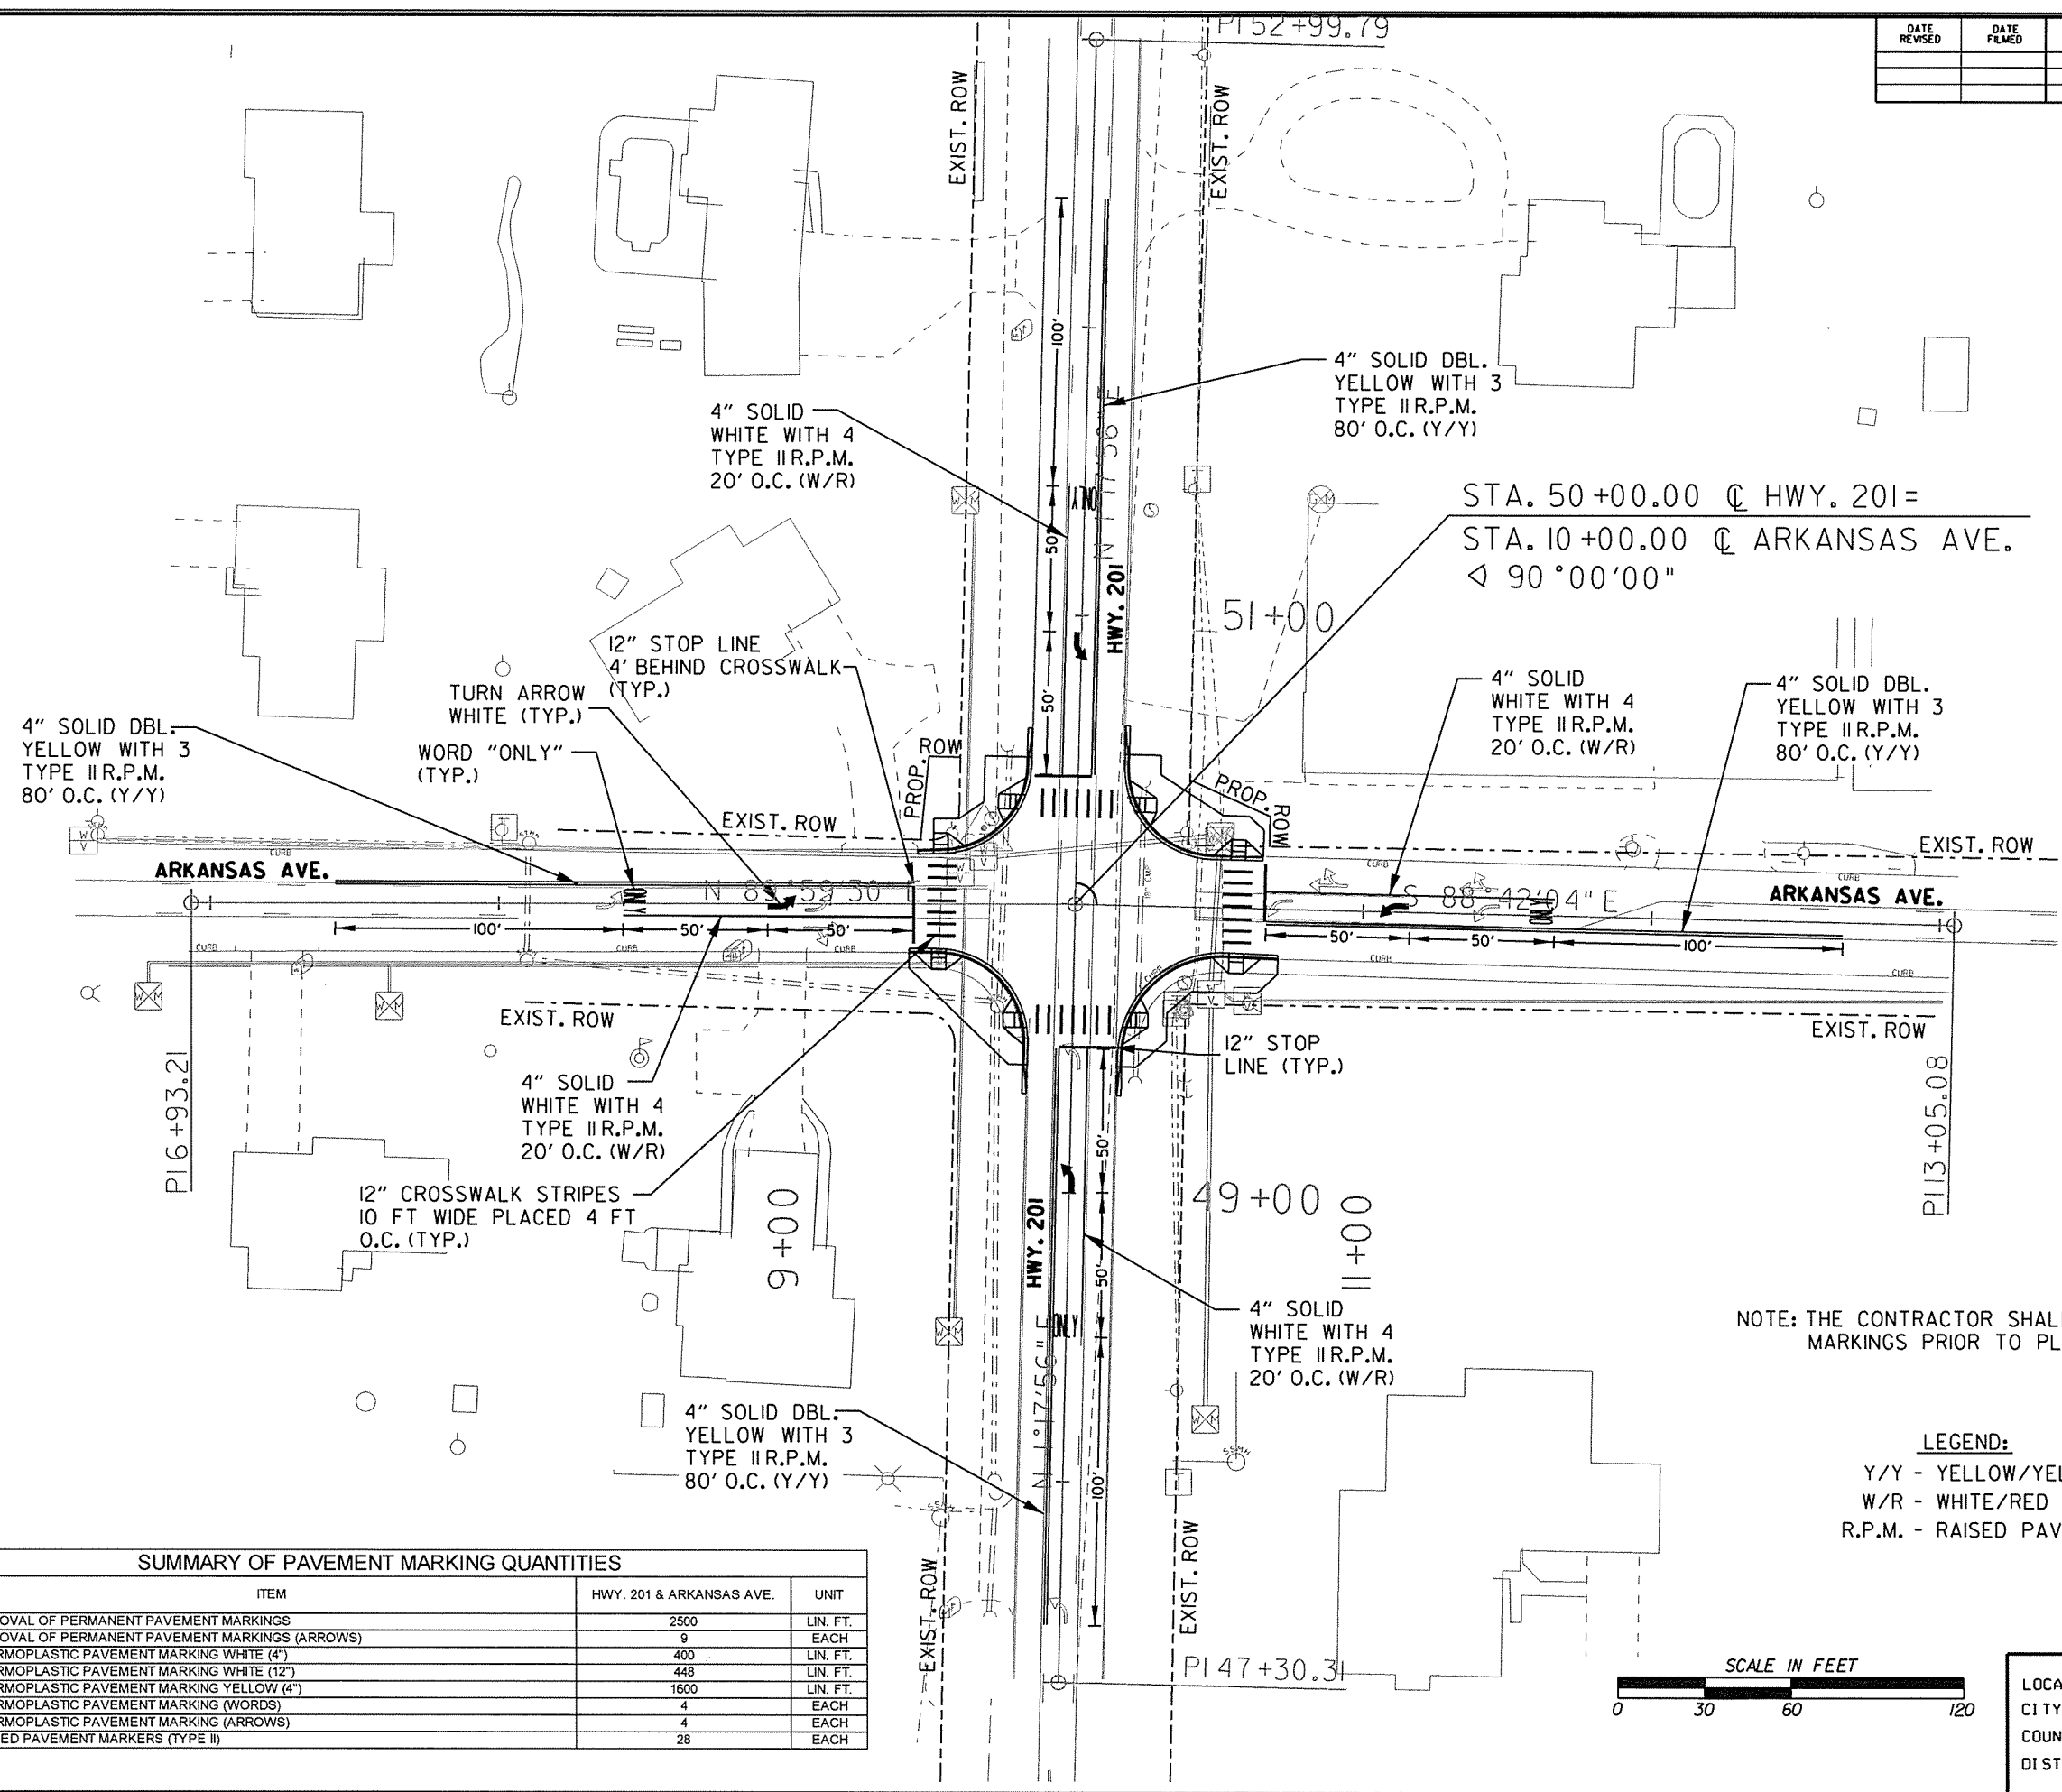 PI 52+99.79
DATE REVISED
DATE FILMED
EXIST. ROW
EXIST. ROW
100'
4" SOLID DBL.
YELLOW WITH 3
TYPE II R.P.M.
80' O.C. (Y/Y)
4" SOLID
WHITE WITH 4
TYPE II R.P.M.
20' O.C. (W/R)
ONLY
50'
STA. 50+00.00 ℄ HWY. 201=
STA. 10+00.00 ℄ ARKANSAS AVE.
90°00'00"
HWY. 201
51+00
12" STOP LINE
4' BEHIND CROSSWALK
(TYP.)
50'
TURN ARROW
WHITE (TYP.)
4" SOLID
WHITE WITH 4
TYPE II R.P.M.
20' O.C. (W/R)
4" SOLID DBL.
YELLOW WITH 3
TYPE II R.P.M.
80' O.C. (Y/Y)
4" SOLID DBL.
YELLOW WITH 3
TYPE II R.P.M.
80' O.C. (Y/Y)
WORD "ONLY"
(TYP.)
PROP. ROW
PROP. ROW
EXIST. ROW
EXIST. ROW
CURB
CURB
ARKANSAS AVE.
N 89°59'30" E
ONLY
S 88°42'04" E
ARKANSAS AVE.
100'
50'
50'
50'
50'
100'
CURB
CURB
CURB
CURB
CURB
EXIST. ROW
EXIST. ROW
12" STOP
LINE (TYP.)
PI 6+93.21
PI 13+05.08
4" SOLID
WHITE WITH 4
TYPE II R.P.M.
20' O.C. (W/R)
50'
12" CROSSWALK STRIPES
10 FT WIDE PLACED 4 FT
O.C. (TYP.)
9+00
HWY. 201
49+00
11+00
50'
4" SOLID
WHITE WITH 4
TYPE II R.P.M.
20' O.C. (W/R)
ONLY
N 1°17'56" E
NOTE: THE CONTRACTOR SHAL
MARKINGS PRIOR TO PL
4" SOLID DBL.
YELLOW WITH 3
TYPE II R.P.M.
80' O.C. (Y/Y)
100'
LEGEND:
Y/Y - YELLOW/YEL
W/R - WHITE/RED
R.P.M. - RAISED PAV
EXIST. ROW
EXIST. ROW
SUMMARY OF PAVEMENT MARKING QUANTITIES
ITEM HWY. 201 & ARKANSAS AVE. UNIT
OVAL OF PERMANENT PAVEMENT MARKINGS 2500 LIN. FT.
OVAL OF PERMANENT PAVEMENT MARKINGS (ARROWS) 9 EACH
RMOPLASTIC PAVEMENT MARKING WHITE (4") 400 LIN. FT.
RMOPLASTIC PAVEMENT MARKING WHITE (12") 448 LIN. FT.
RMOPLASTIC PAVEMENT MARKING YELLOW (4") 1600 LIN. FT.
RMOPLASTIC PAVEMENT MARKING (WORDS) 4 EACH
RMOPLASTIC PAVEMENT MARKING (ARROWS) 4 EACH
ED PAVEMENT MARKERS (TYPE II) 28 EACH
PI 47+30.31
SCALE IN FEET
0 30 60 120
LOCA
CITY
COUN
DIST